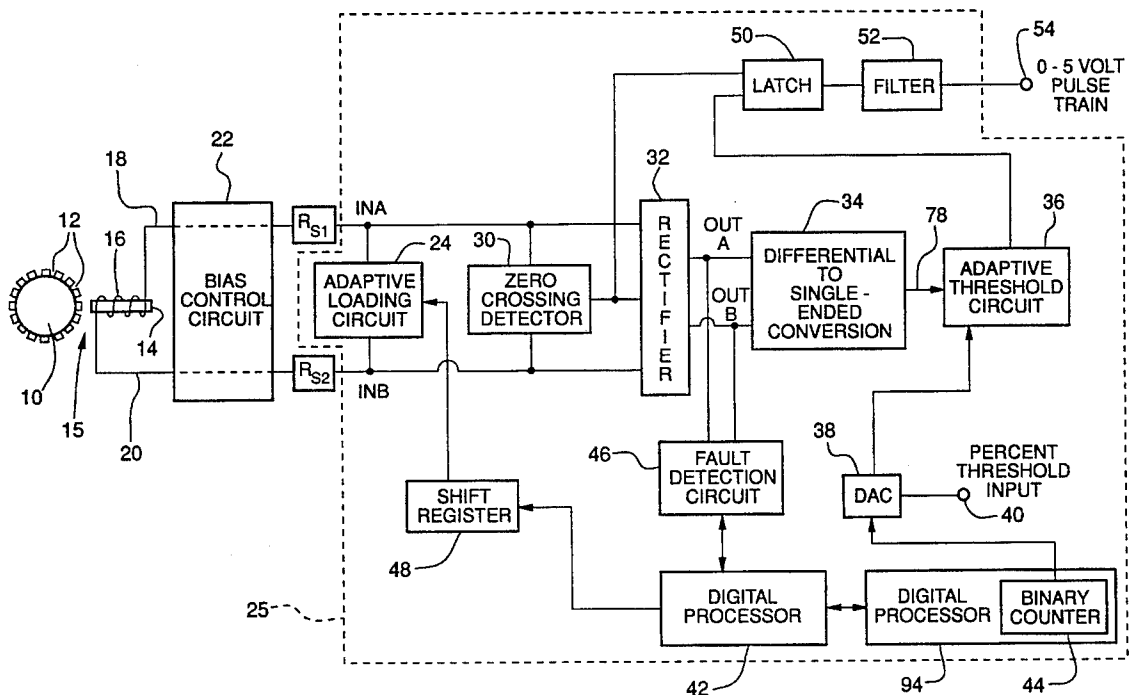 50
52
54
LATCH
FILTER
0 - 5 VOLT
PULSE
TRAIN
22
18
12
16
BIAS
CONTROL
CIRCUIT
14
10
15
20
RS1
RS2
INA
INB
24
ADAPTIVE
LOADING
CIRCUIT
30
ZERO
CROSSING
DETECTOR
32
RECTIFIER
OUT
A
OUT
B
34
DIFFERENTIAL
TO
SINGLE -
ENDED
CONVERSION
78
36
ADAPTIVE
THRESHOLD
CIRCUIT
46
FAULT
DETECTION
CIRCUIT
38
DAC
PERCENT
THRESHOLD
INPUT
40
SHIFT
REGISTER
48
25
DIGITAL
PROCESSOR
42
DIGITAL
PROCESSOR
94
BINARY
COUNTER
44